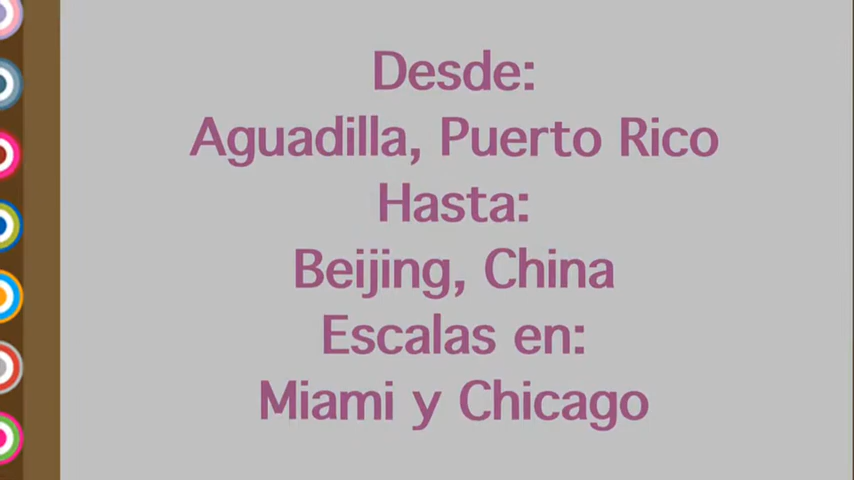 Desde:
Aguadilla, Puerto Rico
Hasta:
Beijing, China
Escalas en:
Miami y Chicago